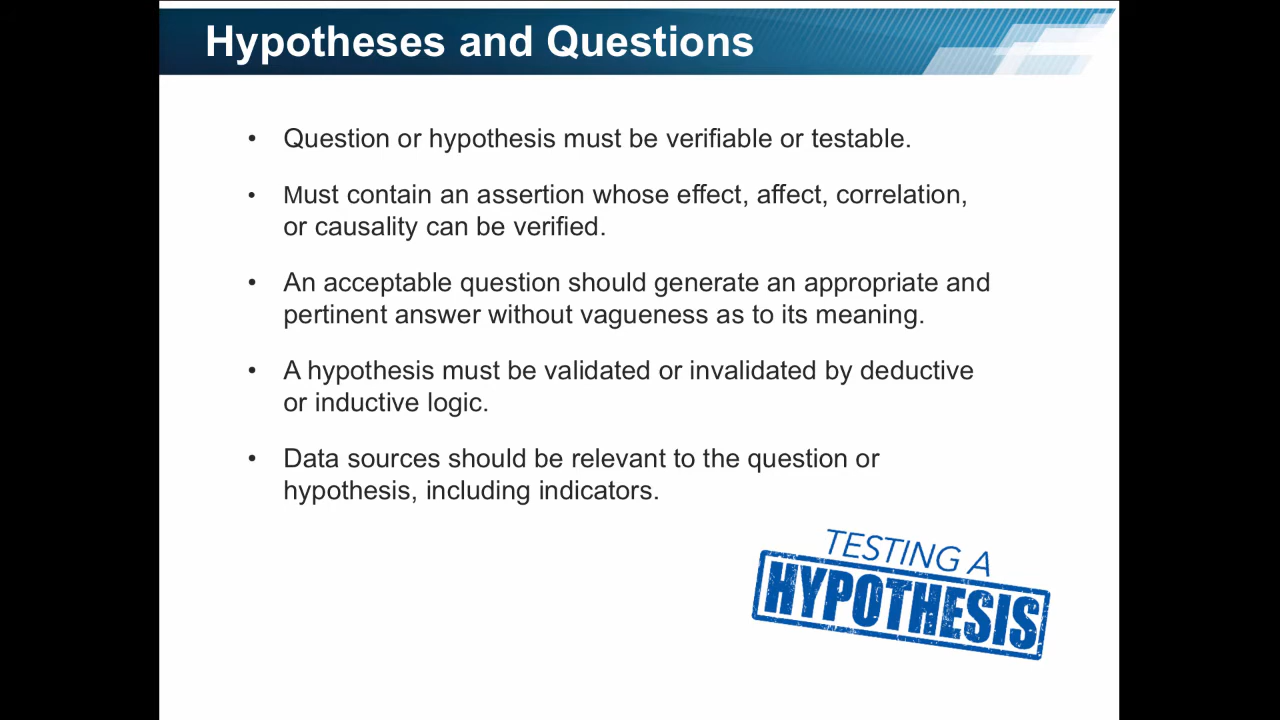 Hypotheses and Questions
• Question or hypothesis must be verifiable or testable.
• Must contain an assertion whose effect, affect, correlation,
or causality can be verified.
• An acceptable question should generate an appropriate and
pertinent answer without vagueness as to its meaning.
• A hypothesis must be validated or invalidated by deductive
or inductive logic.
• Data sources should be relevant to the question or
hypothesis, including indicators.
TESTING A
HYPOTHESIS